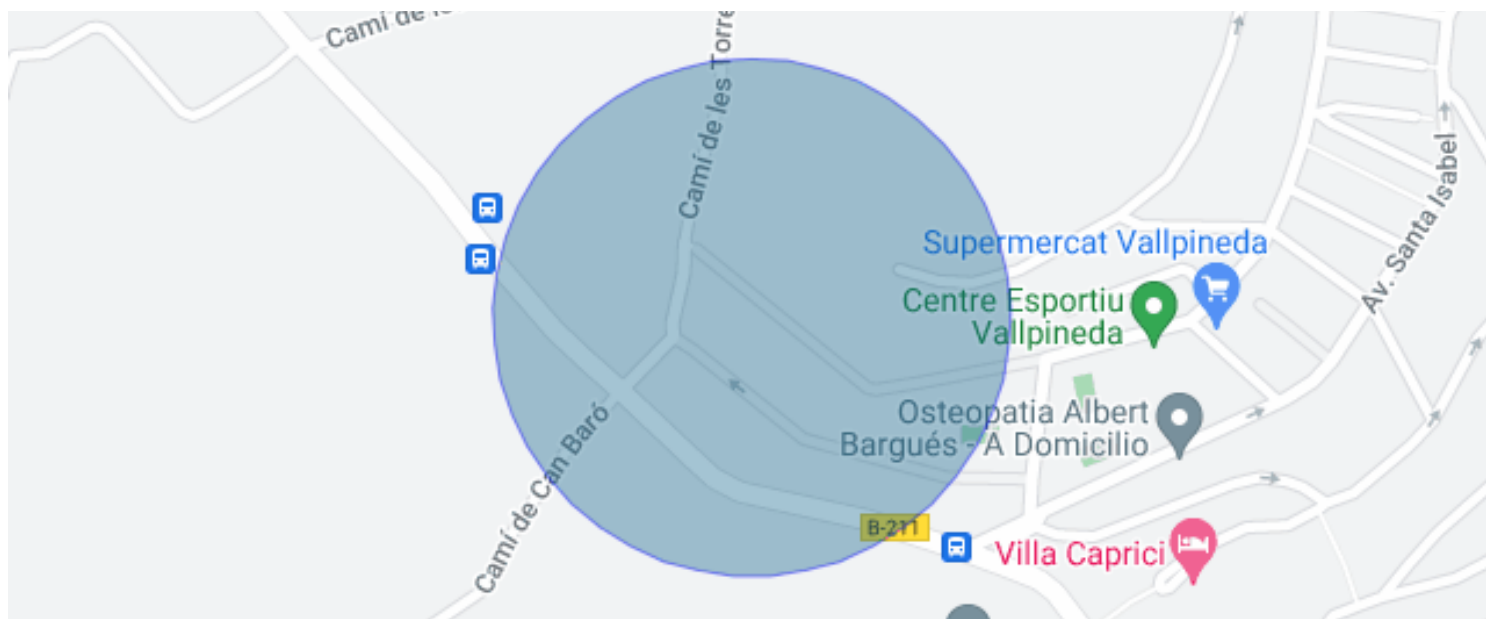 Camí de les
Camí de les Torre
Supermercat Vallpineda
Centre Esportiu
Vallpineda
Av. Santa Isabel
Osteopatia Albert
Bargués - A Domicilio
Camí de Can Baró
B-211
Villa Caprici